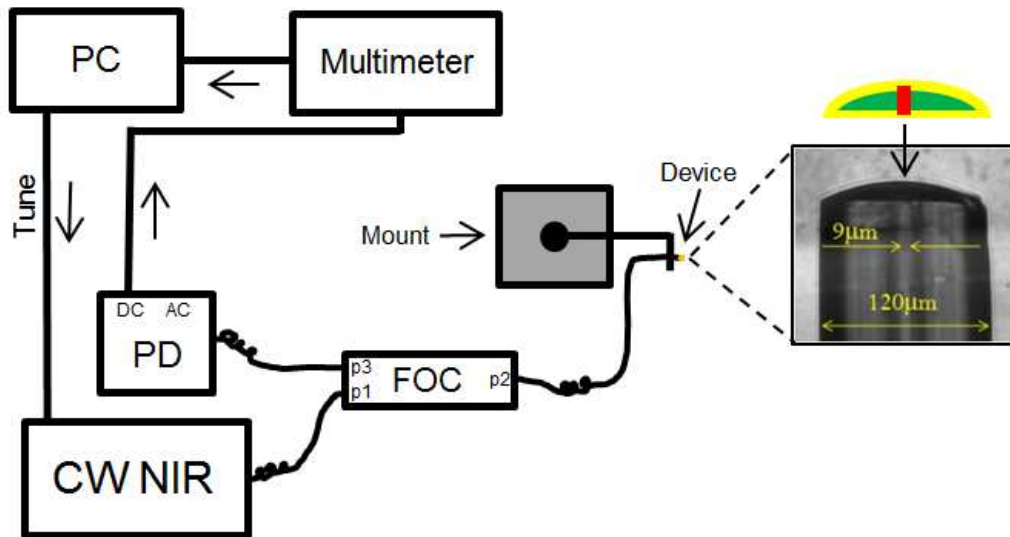 PC
Multimeter
Tune
Device
Mount
9μm
120μm
DC AC
PD
p3
p1
FOC
p2
CW NIR